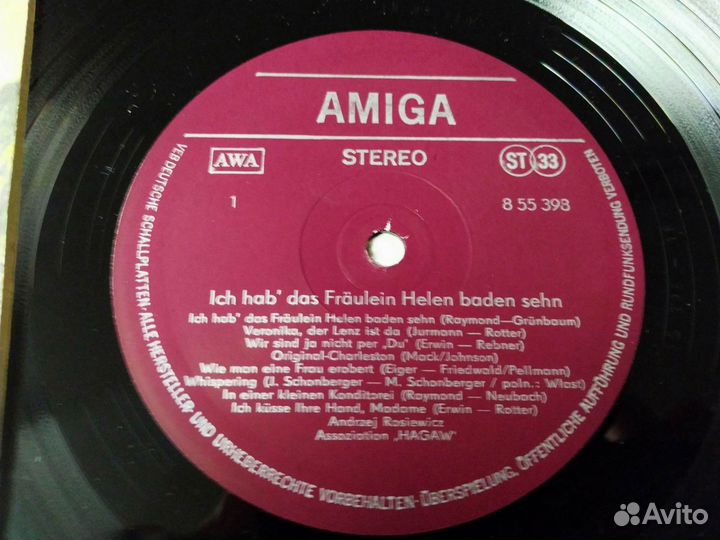 AMIGA
AWA
STEREO
ST 33
1
8 55 398
Ich hab' das Fräulein Helen baden sehn
Ich hab' das Fräulein Helen baden sehn (Raymond—Grünbaum)
Veronika, der Lenz ist da (Jurmann — Rotter)
Wir sind ja nicht per „Du" (Erwin — Rebner)
Original-Charleston (Mack/Johnson)
Wie man eine Frau erobert (Eiger — Friedwald/Pellmann)
Whispering (J. Schonberger — M. Schonberger / poln.: Włast)
In einer kleinen Konditorei (Raymond — Neubach)
Ich küsse Ihre Hand, Madame (Erwin — Rotter)
Andrzej Rosiewicz
Assoziation „HAGAW"
VEB DEUTSCHE SCHALLPLATTEN · ALLE HERSTELLER- UND URHEBERRECHTE VORBEHALTEN · ÜBERSPIELUNG, ÖFFENTLICHE AUFFÜHRUNG UND RUNDFUNKSENDUNG VERBOTEN
Avito